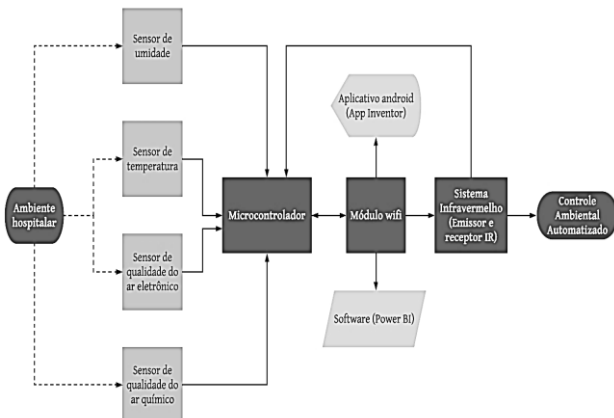 Sensor de
umidade
Sensor de
temperatura
Ambiente
hospitalar
Sensor de
qualidade do
ar eletrônico
Sensor de
qualidade do
ar químico
Microcontrolador
Aplicativo android
(App Inventor)
Módulo wifi
Software (Power BI)
Sistema
Infravermelho
(Emissor e
receptor IR)
Controle
Ambiental
Automatizado